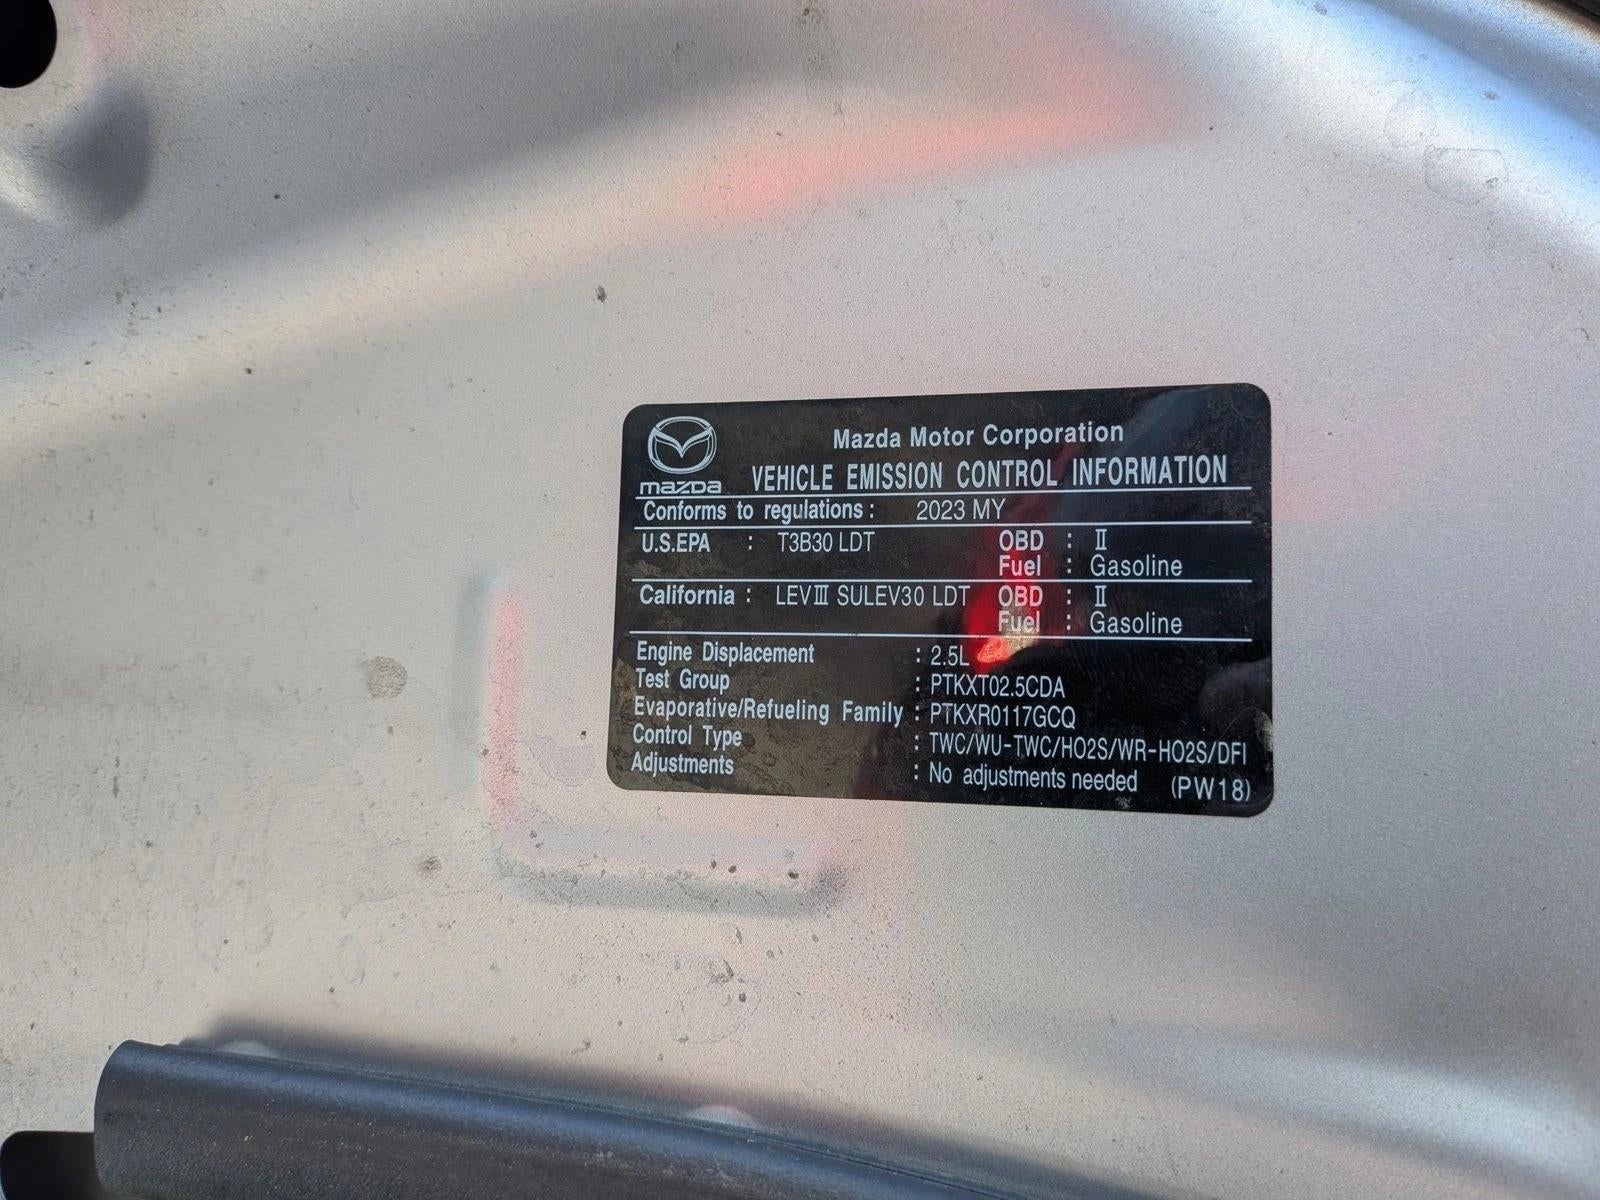 Mazda Motor Corporation
mazda VEHICLE EMISSION CONTROL INFORMATION
Conforms to regulations : 2023 MY
U.S.EPA : T3B30 LDT OBD : Ⅱ
Fuel : Gasoline
California : LEVⅢ SULEV30 LDT OBD : Ⅱ
Fuel : Gasoline
Engine Displacement : 2.5L
Test Group : PTKXT02.5CDA
Evaporative/Refueling Family : PTKXR0117GCQ
Control Type : TWC/WU-TWC/HO2S/WR-HO2S/DFI
Adjustments : No adjustments needed (PW18)